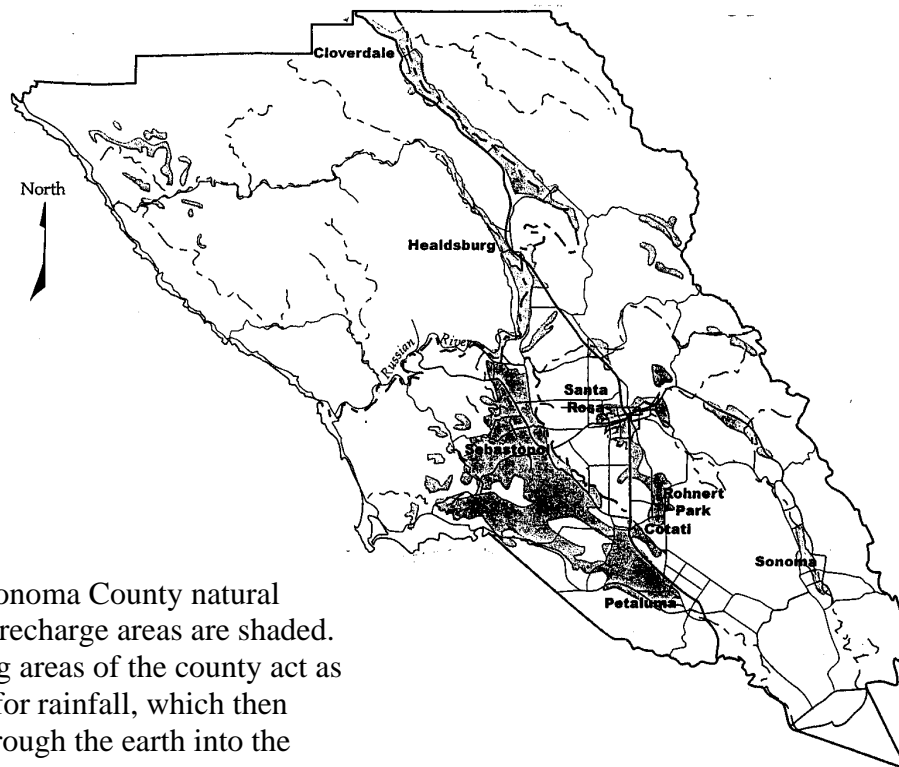 Cloverdale
North
Healdsburg
Russian River
Santa
Rosa
Sebastopol
Rohnert
Park
Cotati
Sonoma
Petaluma
onoma County natural
recharge areas are shaded.
g areas of the county act as
for rainfall, which then
rough the earth into the